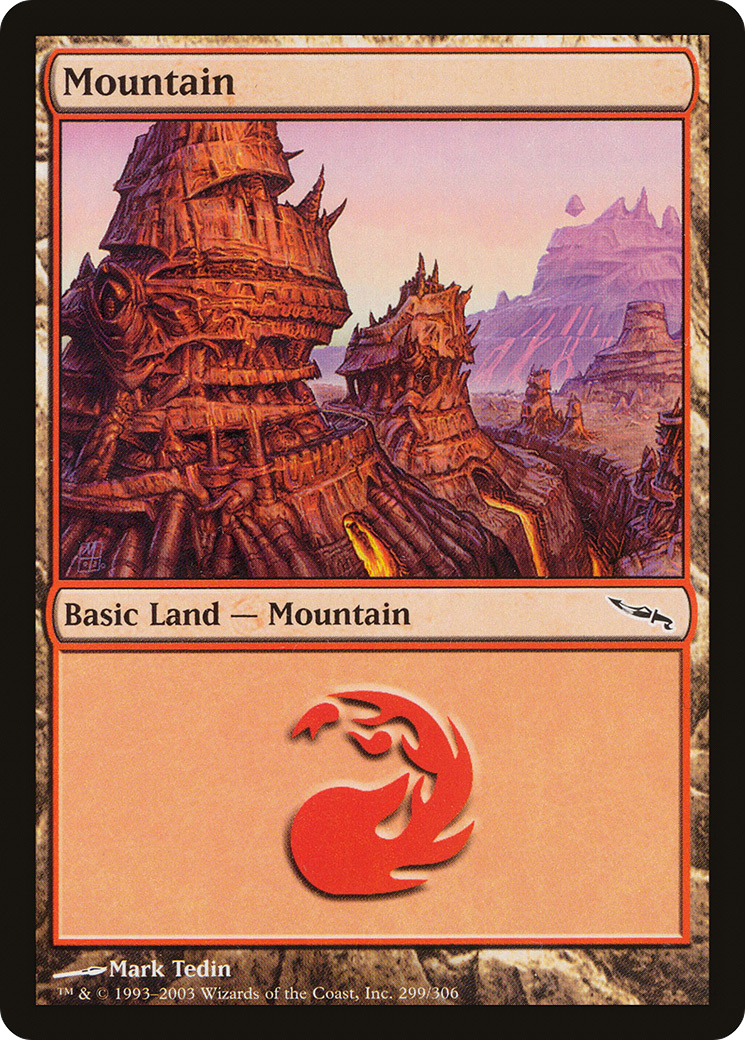 Mountain
Basic Land — Mountain
Mark Tedin
™ & © 1993–2003 Wizards of the Coast, Inc. 299/306